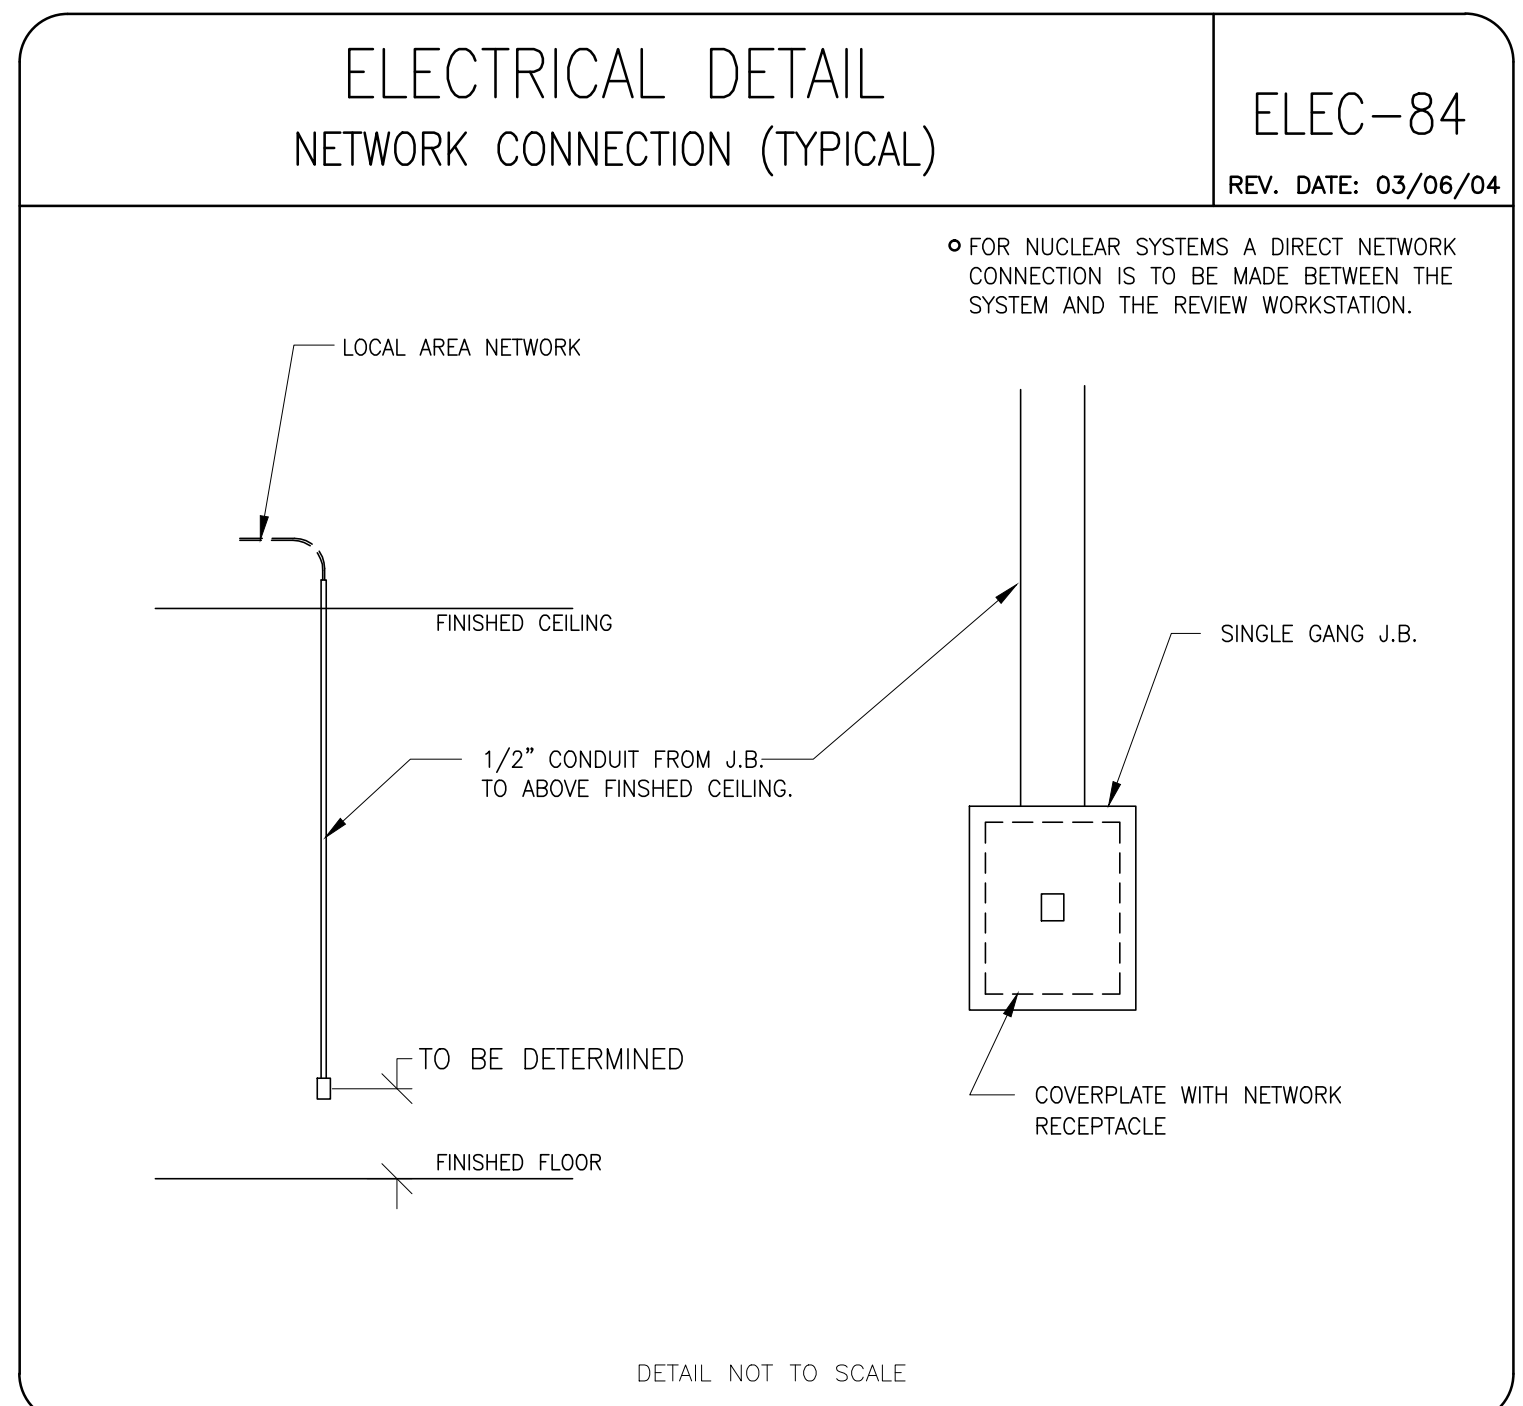 ELECTRICAL DETAIL
NETWORK CONNECTION (TYPICAL)
ELEC-84
REV. DATE: 03/06/04
FOR NUCLEAR SYSTEMS A DIRECT NETWORK
CONNECTION IS TO BE MADE BETWEEN THE
SYSTEM AND THE REVIEW WORKSTATION.
LOCAL AREA NETWORK
FINISHED CEILING
SINGLE GANG J.B.
1/2” CONDUIT FROM J.B.
TO ABOVE FINSHED CEILING.
TO BE DETERMINED
COVERPLATE WITH NETWORK
RECEPTACLE
FINISHED FLOOR
DETAIL NOT TO SCALE